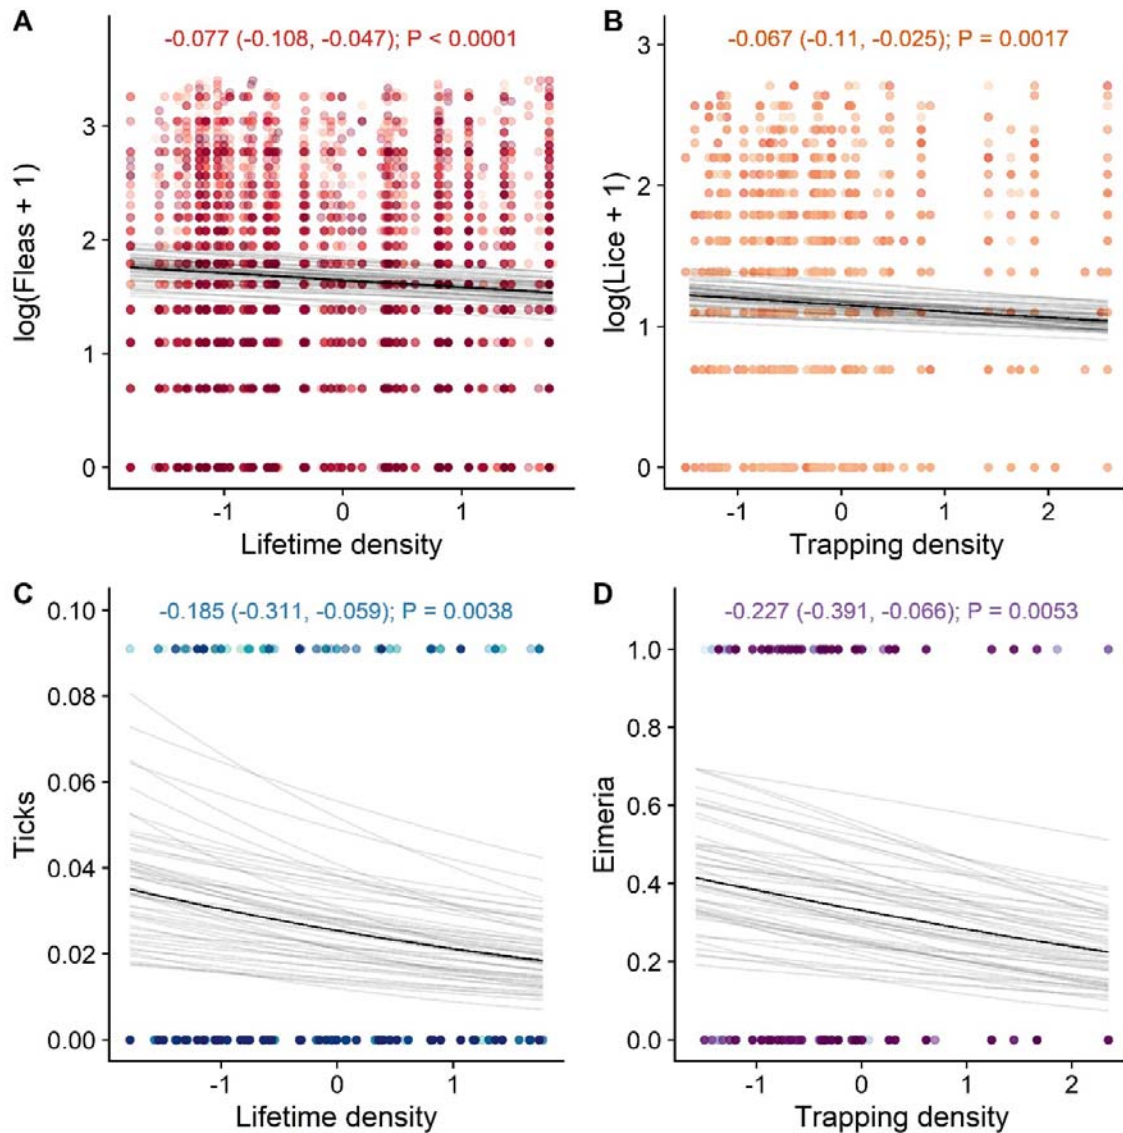 A
-0.077 (-0.108, -0.047); P < 0.0001
log(Fleas + 1)
3
2
1
0
-1 0 1
Lifetime density
B
-0.067 (-0.11, -0.025); P = 0.0017
log(Lice + 1)
3
2
1
0
-1 0 1 2
Trapping density
C
-0.185 (-0.311, -0.059); P = 0.0038
Ticks
0.10
0.08
0.06
0.04
0.02
0.00
-1 0 1
Lifetime density
D
-0.227 (-0.391, -0.066); P = 0.0053
Eimeria
1.0
0.8
0.6
0.4
0.2
0.0
-1 0 1 2
Trapping density